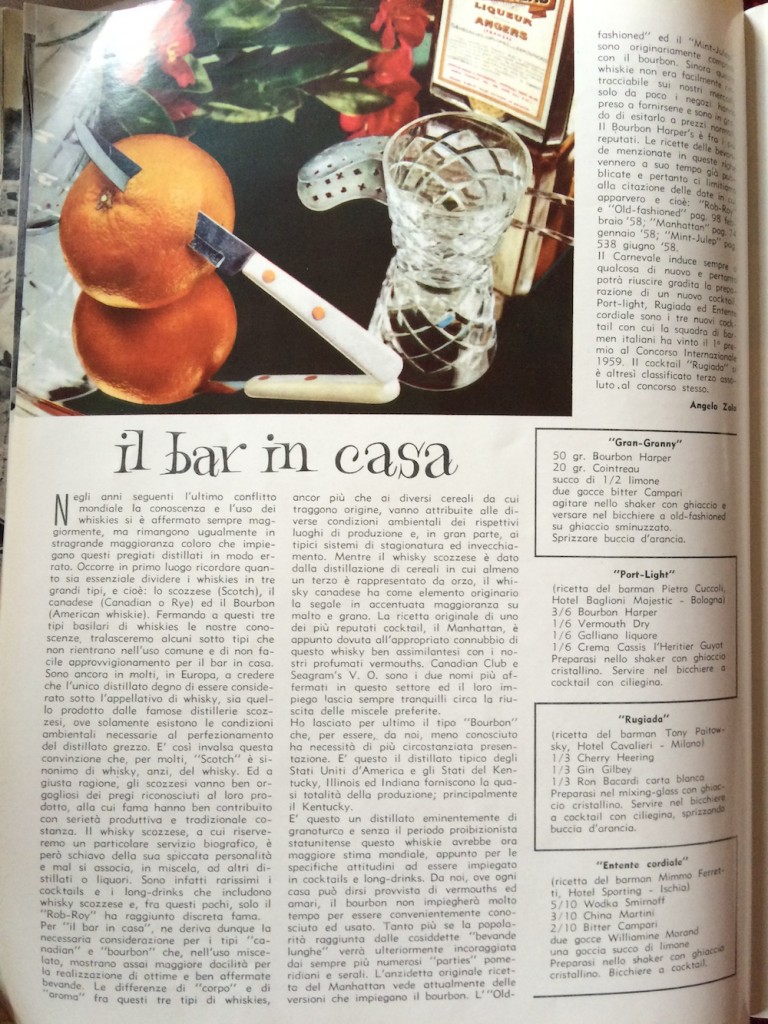 LIQUEUR
ANGERS
il bar in casa
Negli anni seguenti l'ultimo conflitto
mondiale la conoscenza e l'uso dei
whiskies si è affermato sempre mag-
giormente, ma rimangono ugualmente in
stragrande maggioranza coloro che impie-
gano questi pregiati distillati in modo er-
rato. Occorre in primo luogo ricordare quan-
to sia essenziale dividere i whiskies in tre
grandi tipi, e cioè: lo scozzese (Scotch), il
canadese (Canadian o Rye) ed il Bourbon
(American whiskie). Fermando a questi tre
tipi basilari di whiskies le nostre cono-
scenze, tralasceremo alcuni sotto tipi che
non rientrano nell'uso comune e di non fa-
cile approvvigionamento per il bar in casa.
Sono ancora in molti, in Europa, a credere
che l'unico distillato degno di essere conside-
rato sotto l'appellativo di whisky, sia quel-
lo prodotto dalle famose distillerie scoz-
zesi, ove solamente esistono le condizioni
ambientali necessarie al perfezionamento
del distillato grezzo. E' così invalsa questa
convinzione che, per molti, "Scotch" è si-
nonimo di whisky, anzi, del whisky. Ed a
giusta ragione, gli scozzesi vanno ben or-
gogliosi dei pregi riconosciuti al loro pro-
dotto, alla cui fama hanno ben contribuito
con serietà produttiva e tradizionale co-
stanza. Il whisky scozzese, a cui riserve-
remo un particolare servizio biografico, è
però schiavo della sua spiccata personalità
e mal si associa, in miscela, ad altri di-
stillati o liquori. Sono infatti rarissimi i
cocktails e i long-drinks che includono
whisky scozzese e, fra questi pochi, solo il
"Rob-Roy" ha raggiunto discreta fama.
Per "il bar in casa", ne deriva dunque la
necessaria considerazione per i tipi "ca-
nadian" e "bourbon" che, nell'uso misce-
lato, mostrano assai maggiore docilità per
la realizzazione di ottime e ben affermate
bevande. Le differenze di "corpo" e di
"aroma" fra questi tre tipi di whiskies,
ancor più che ai diversi cereali da cui
traggono origine, vanno attribuite alle di-
verse condizioni ambientali dei rispettivi
luoghi di produzione e, in gran parte, ai
tipici sistemi di stagionatura ed invecchia-
mento. Mentre il whisky scozzese è dato
dalla distillazione di cereali in cui almeno
un terzo è rappresentato da orzo, il whi-
sky canadese ha come elemento originario
la segale in accentuata maggioranza su
malto e grano. La ricetta originale di uno
dei più reputati cocktail, il Manhattan, è
appunto dovuta all'appropriato connubio di
questo whisky ben assimilantesi con i no-
stri profumati vermouths. Canadian Club e
Seagram's V. O. sono i due nomi più af-
fermati in questo settore ed il loro im-
piego lascia sempre tranquilli circa la riu-
scita delle miscele preferite.
Ho lasciato per ultimo il tipo "Bourbon"
che, per essere, da noi, meno conosciuto
ha necessità di più circostanziata presen-
tazione. E' questo il distillato tipico degli
Stati Uniti d'America e gli Stati del Ken-
tucky, Illinois ed Indiana forniscono la qua-
si totalità della produzione; principalmente
il Kentucky.
E' questo un distillato eminentemente di
granoturco e senza il periodo proibizionista
statunitense questo whiskie avrebbe ora
maggiore stima mondiale, appunto per le
specifiche attitudini ad essere impiegato
in cocktails e long-drinks. Da noi, ove ogni
casa può dirsi provvista di vermouths ed
amari, il bourbon non impiegherà molto
tempo per essere convenientemente cono-
sciuto ed usato. Tanto più se la popola-
rità raggiunta dalle cosiddette "bevande
lunghe" verrà ulteriormente incoraggiata
dai sempre più numerosi "parties" pome-
ridiani e serali. L'anzidetta originale ricet-
ta del Manhattan vede attualmente delle
versioni che impiegano il bourbon. L'"Old-
fashioned" ed il "Mint-Julep"
sono originariamente
con il bourbon. Sinora
whiskie non era facilmente
tracciabile sui nostri
solo da poco i negozi
preso a fornirsene e sono in
do di esitarlo a prezzi
Il Bourbon Harper's è fra i
reputati. Le ricette delle
de menzionate in queste
vennero a suo tempo già
blicate e pertanto ci
alla citazione delle date in
apparvero e cioè: "Rob-Roy"
e "Old-fashioned" pag. 98
braio '58; "Manhattan" pag.
gennaio '58; "Mint-Julep" pag.
538 giugno '58.
Il Carnevale induce sempre a
qualcosa di nuovo e pertanto
potrà riuscire gradita la prepa-
razione di un nuovo cocktail.
Port-light, Rugiada ed Entente
cordiale sono i tre nuovi cock-
tail con cui la squadra di bar-
men italiani ha vinto il 1° pre-
mio al Concorso Internazionale
1959. Il cocktail "Rugiada" si
è altresì classificato terzo asso-
luto al concorso stesso.
Angelo
"Gran-Granny"
50 gr. Bourbon Harper
20 gr. Cointreau
succo di 1/2 limone
due gocce bitter Campari
agitare nello shaker con ghiaccio e
versare nel bicchiere a old-fashioned
su ghiaccio sminuzzato.
Sprizzare buccia d'arancia.
"Port-Light"
(ricetta del barman Pietro Cuccoli,
Hotel Baglioni Majestic - Bologna)
3/6 Bourbon Harper
1/6 Vermouth Dry
1/6 Galliano liquore
1/6 Crema Cassis l'Heritier Guyot
Preparasi nello shaker con ghiaccio
cristallino. Servire nel bicchiere a
cocktail con ciliegina.
"Rugiada"
(ricetta del barman Tony Paitow-
sky, Hotel Cavalieri - Milano)
1/3 Cherry Heering
1/3 Gin Gilbey
1/3 Ron Bacardi carta blanca
Preparasi nel mixing-glass con ghiac-
cio cristallino. Servire nel bicchiere
a cocktail con ciliegina, sprizzando
buccia d'arancia.
"Entente cordiale"
(ricetta del barman Mimmo Ferret-
ti, Hotel Sporting - Ischia)
5/10 Wodka Smirnoff
3/10 China Martini
2/10 Bitter Campari
due gocce Williamine Morand
una goccia succo di limone
Preparasi nello shaker con ghiaccio
cristallino. Bicchiere a cocktail.